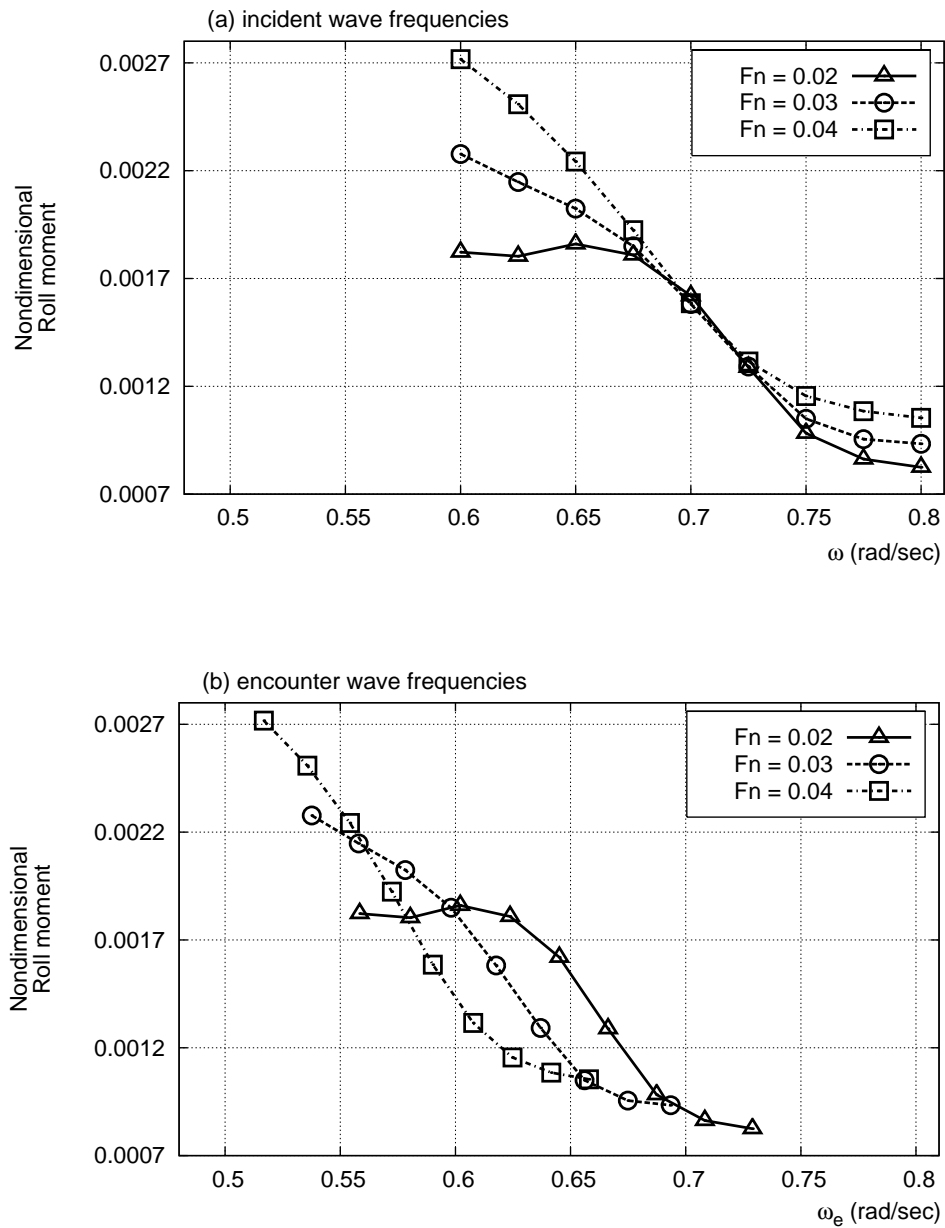 (a) incident wave frequencies
0.0027
0.0022
0.0017
0.0012
0.0007
Nondimensional
Roll moment
Fn = 0.02
Fn = 0.03
Fn = 0.04
0.5 0.55 0.6 0.65 0.7 0.75 0.8
ω (rad/sec)
(b) encounter wave frequencies
0.0027
0.0022
0.0017
0.0012
0.0007
Nondimensional
Roll moment
Fn = 0.02
Fn = 0.03
Fn = 0.04
0.5 0.55 0.6 0.65 0.7 0.75 0.8
ωe (rad/sec)